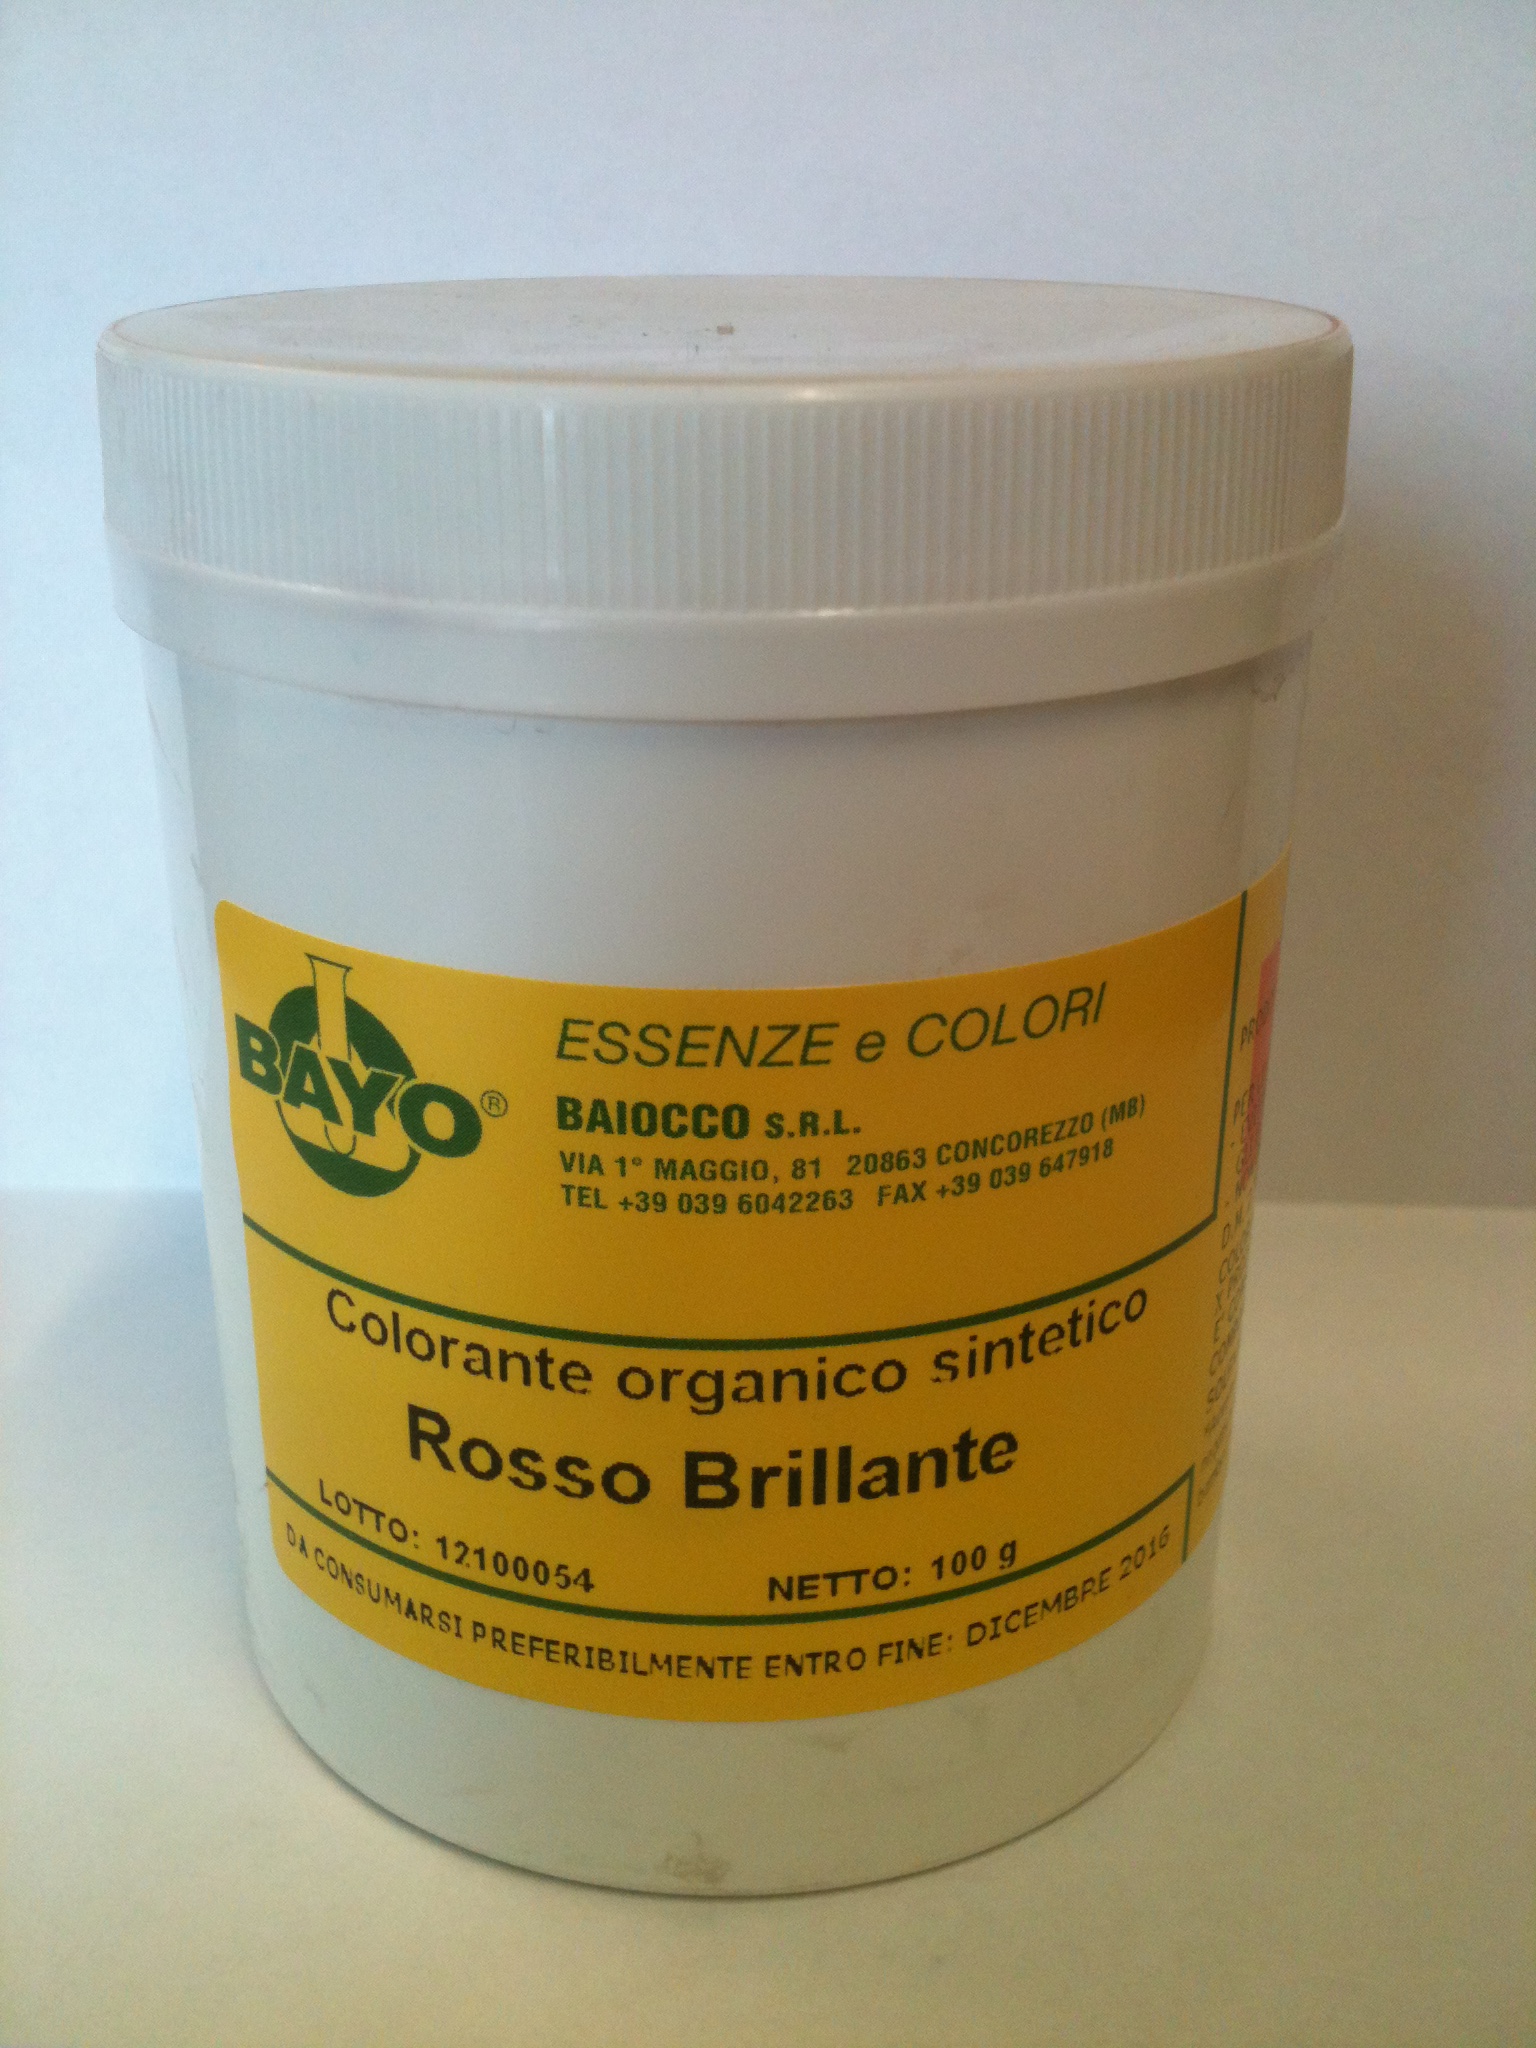 BAYO®
ESSENZE e COLORI
BAIOCCO S.R.L.
VIA 1° MAGGIO, 81 20863 CONCOREZZO (MB)
TEL +39 039 6042263 FAX +39 039 647918
Colorante organico sintetico
Rosso Brillante
LOTTO: 12100054 NETTO: 100 g
DA CONSUMARSI PREFERIBILMENTE ENTRO FINE: DICEMBRE 2016